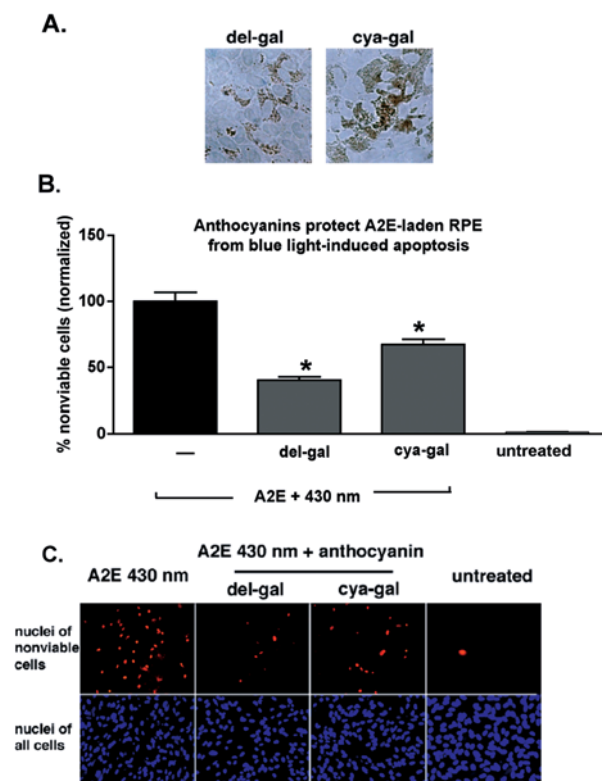 A.
del-gal cya-gal
B.
Anthocyanins protect A2E-laden RPE
from blue light-induced apoptosis
% nonviable cells (normalized)
150
100
50
0
— del-gal cya-gal untreated
A2E + 430 nm
C.
A2E 430 nm + anthocyanin
A2E 430 nm del-gal cya-gal untreated
nuclei of
nonviable
cells
nuclei of
all cells
* *